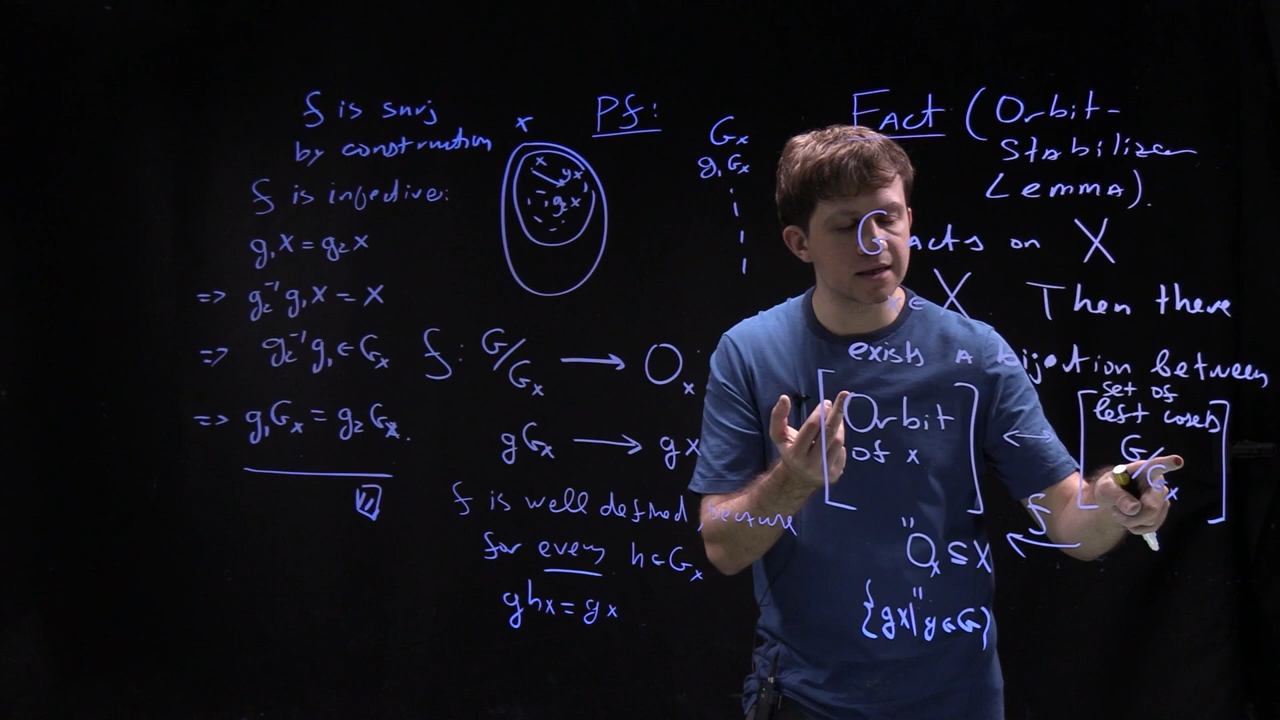 Fact (Orbit-
Stabilizer
Lemma).
G acts on X
x ∈ X Then there
exists a bijection between
[Orbit of x] ↔ [set of left cosets G/Gₓ]
f
←
"
Oₓ ⊆ X
"
{gx | g ∈ G}
Pf:
Gₓ
g₁Gₓ
X
x
gx
g₂x
f : G/Gₓ → Oₓ
gGₓ → gx
f is well defined, because
for every h ∈ Gₓ
ghx = gx
f is surj
by construction
f is injective:
g₁x = g₂x
=> g₂⁻¹g₁x = x
=> g₂⁻¹g₁ ∈ Gₓ
=> g₁Gₓ = g₂Gₓ.